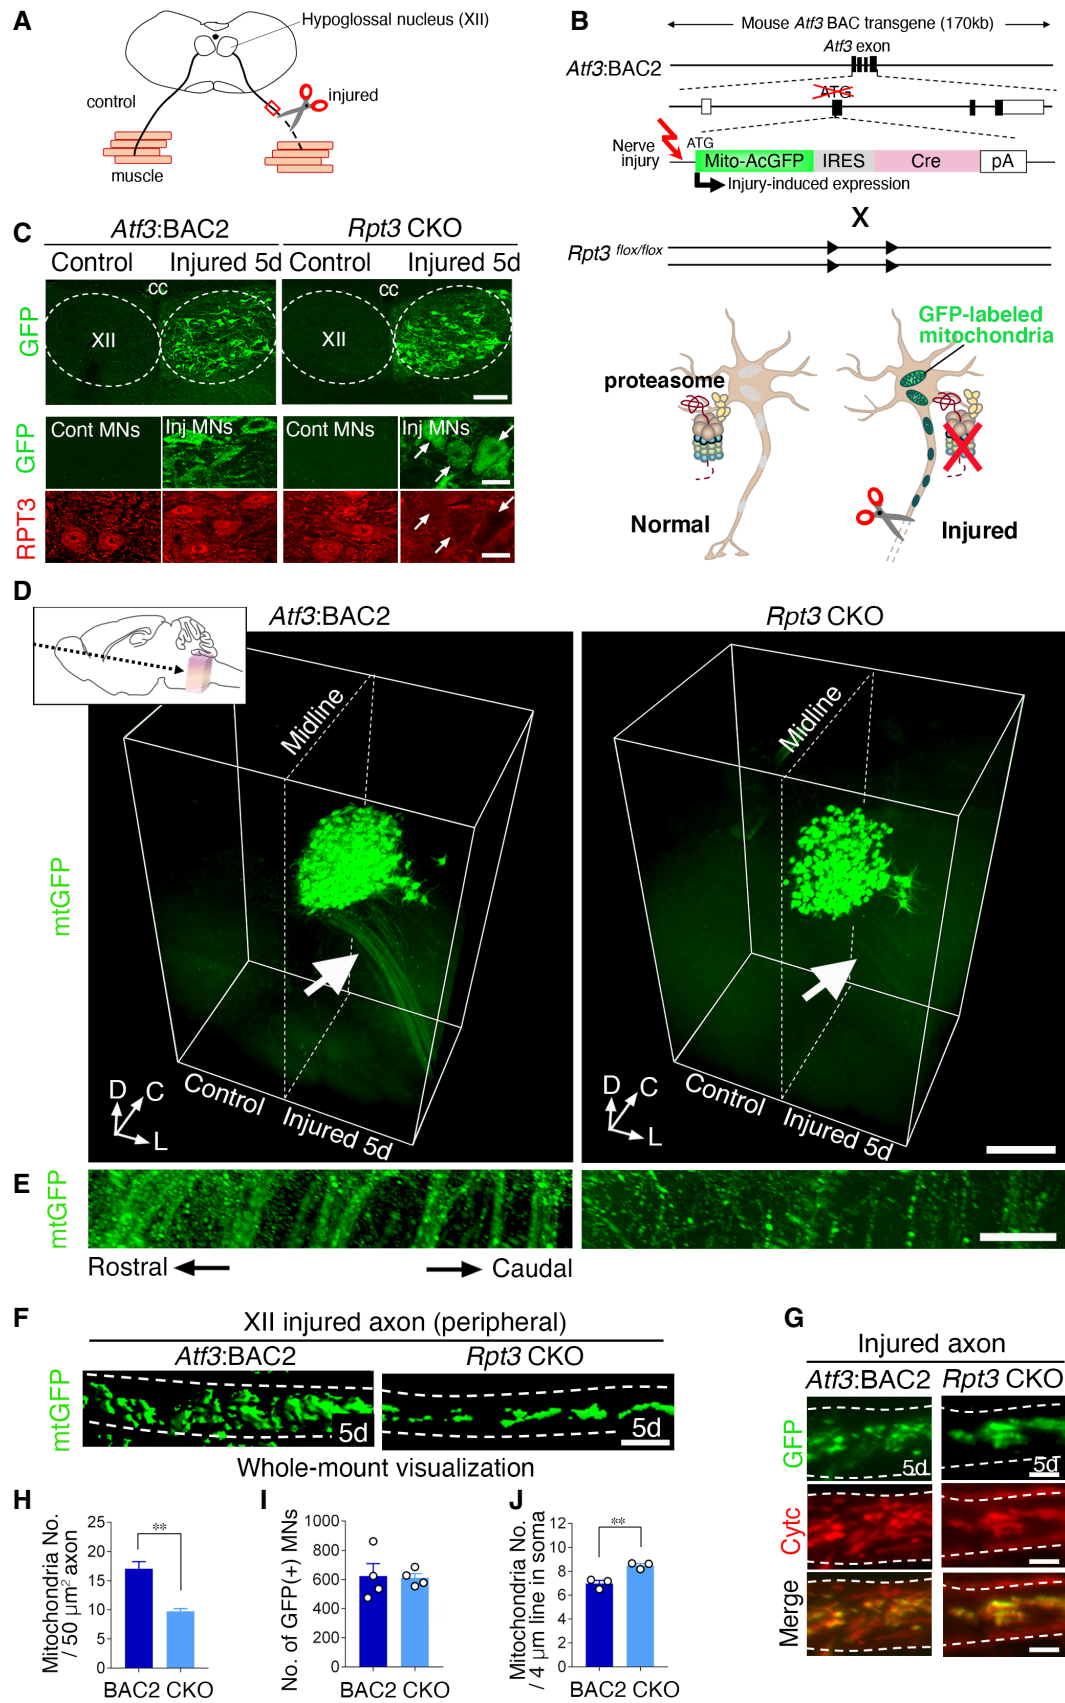 A
Hypoglossal nucleus (XII)
control
injured
muscle
B
Mouse Atf3 BAC transgene (170kb)
Atf3 exon
Atf3:BAC2
ATG
Nerve
injury
ATG
Mito-AcGFP
IRES
Cre
pA
Injury-induced expression
X
Rpt3 flox/flox
GFP-labeled
mitochondria
proteasome
Normal
Injured
C
Atf3:BAC2
Rpt3 CKO
Control
Injured 5d
Control
Injured 5d
GFP
cc
XII
cc
XII
GFP
Cont MNs
Inj MNs
Cont MNs
Inj MNs
RPT3
D
Atf3:BAC2
Rpt3 CKO
mtGFP
Midline
Midline
Control
Injured 5d
Control
Injured 5d
D
C
L
D
C
L
E
mtGFP
Rostral
Caudal
F
XII injured axon (peripheral)
Atf3:BAC2
Rpt3 CKO
mtGFP
5d
5d
Whole-mount visualization
G
Injured axon
Atf3:BAC2
Rpt3 CKO
GFP
5d
5d
Cytc
Merge
H
Mitochondria No.
/ 50 μm² axon
25
20
15
10
5
0
**
BAC2 CKO
I
No. of GFP(+) MNs
1000
800
600
400
200
0
BAC2 CKO
J
Mitochondria No.
/ 4 μm line in soma
12
10
8
6
4
2
0
**
BAC2 CKO